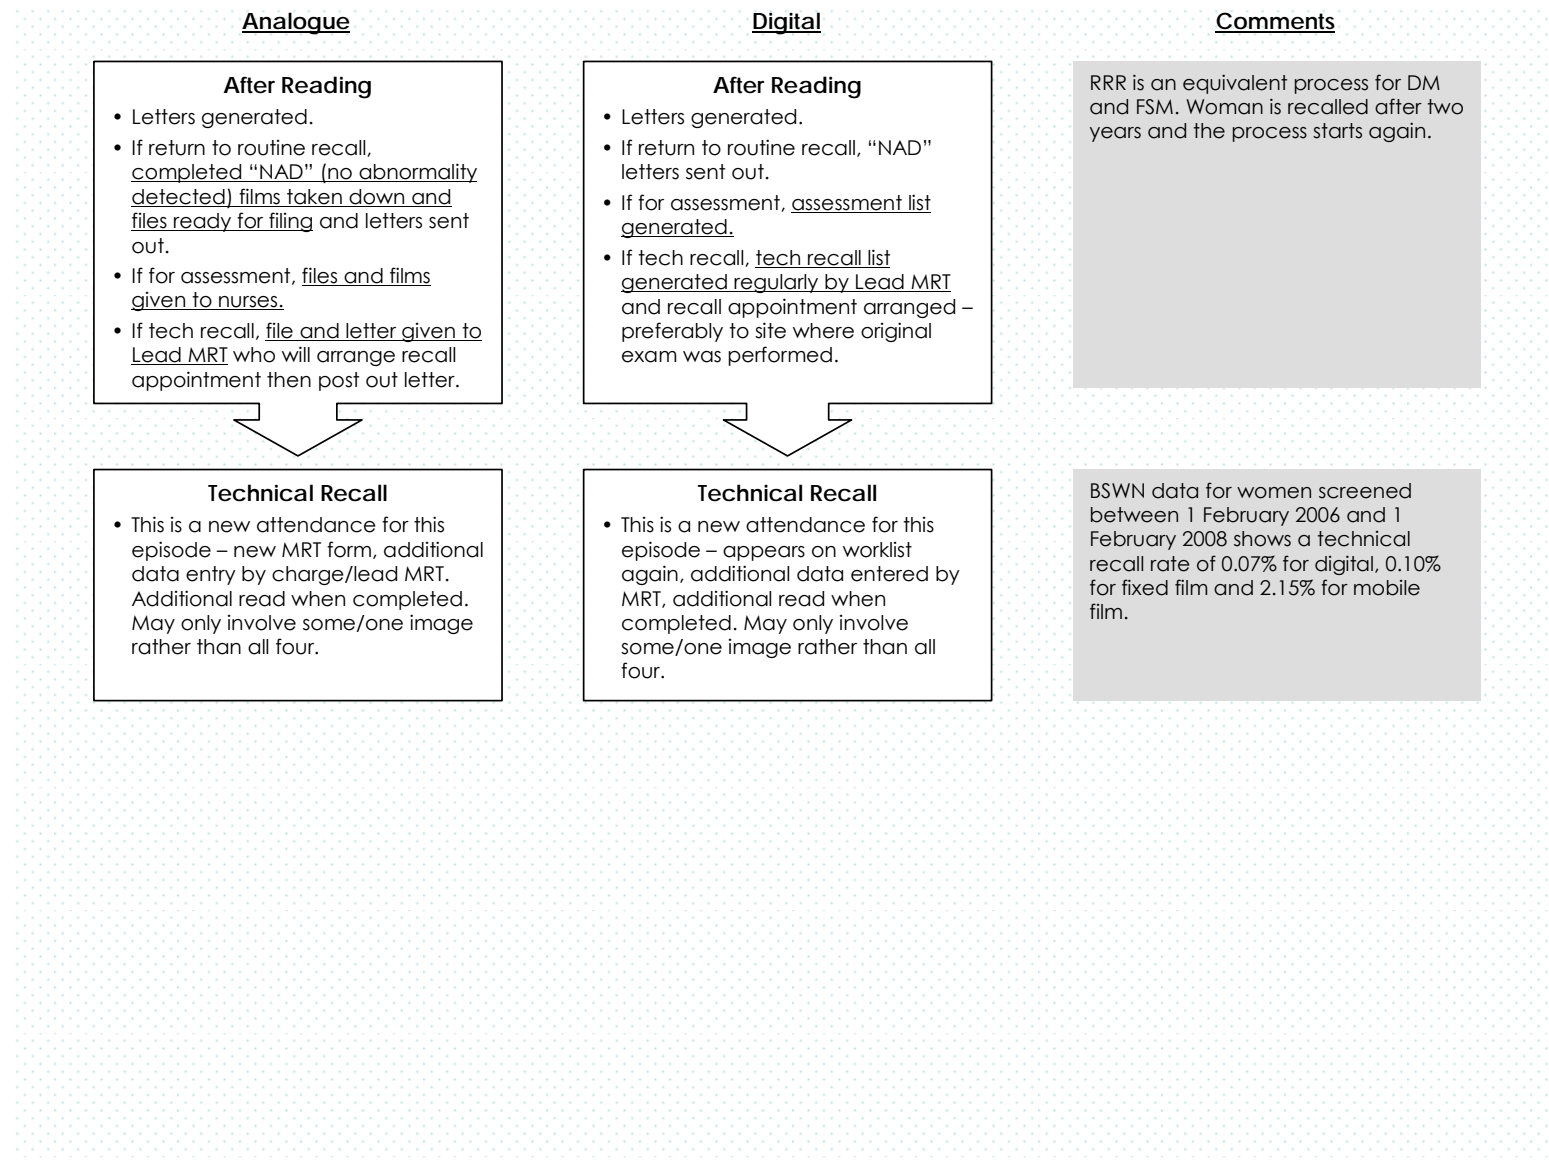 Analogue
Digital
Comments
After Reading
• Letters generated.
• If return to routine recall,
completed “NAD” (no abnormality
detected) films taken down and
files ready for filing and letters sent
out.
• If for assessment, files and films
given to nurses.
• If tech recall, file and letter given to
Lead MRT who will arrange recall
appointment then post out letter.
After Reading
• Letters generated.
• If return to routine recall, “NAD”
letters sent out.
• If for assessment, assessment list
generated.
• If tech recall, tech recall list
generated regularly by Lead MRT
and recall appointment arranged –
preferably to site where original
exam was performed.
RRR is an equivalent process for DM
and FSM. Woman is recalled after two
years and the process starts again.
Technical Recall
• This is a new attendance for this
episode – new MRT form, additional
data entry by charge/lead MRT.
Additional read when completed.
May only involve some/one image
rather than all four.
Technical Recall
• This is a new attendance for this
episode – appears on worklist
again, additional data entered by
MRT, additional read when
completed. May only involve
some/one image rather than all
four.
BSWN data for women screened
between 1 February 2006 and 1
February 2008 shows a technical
recall rate of 0.07% for digital, 0.10%
for fixed film and 2.15% for mobile
film.